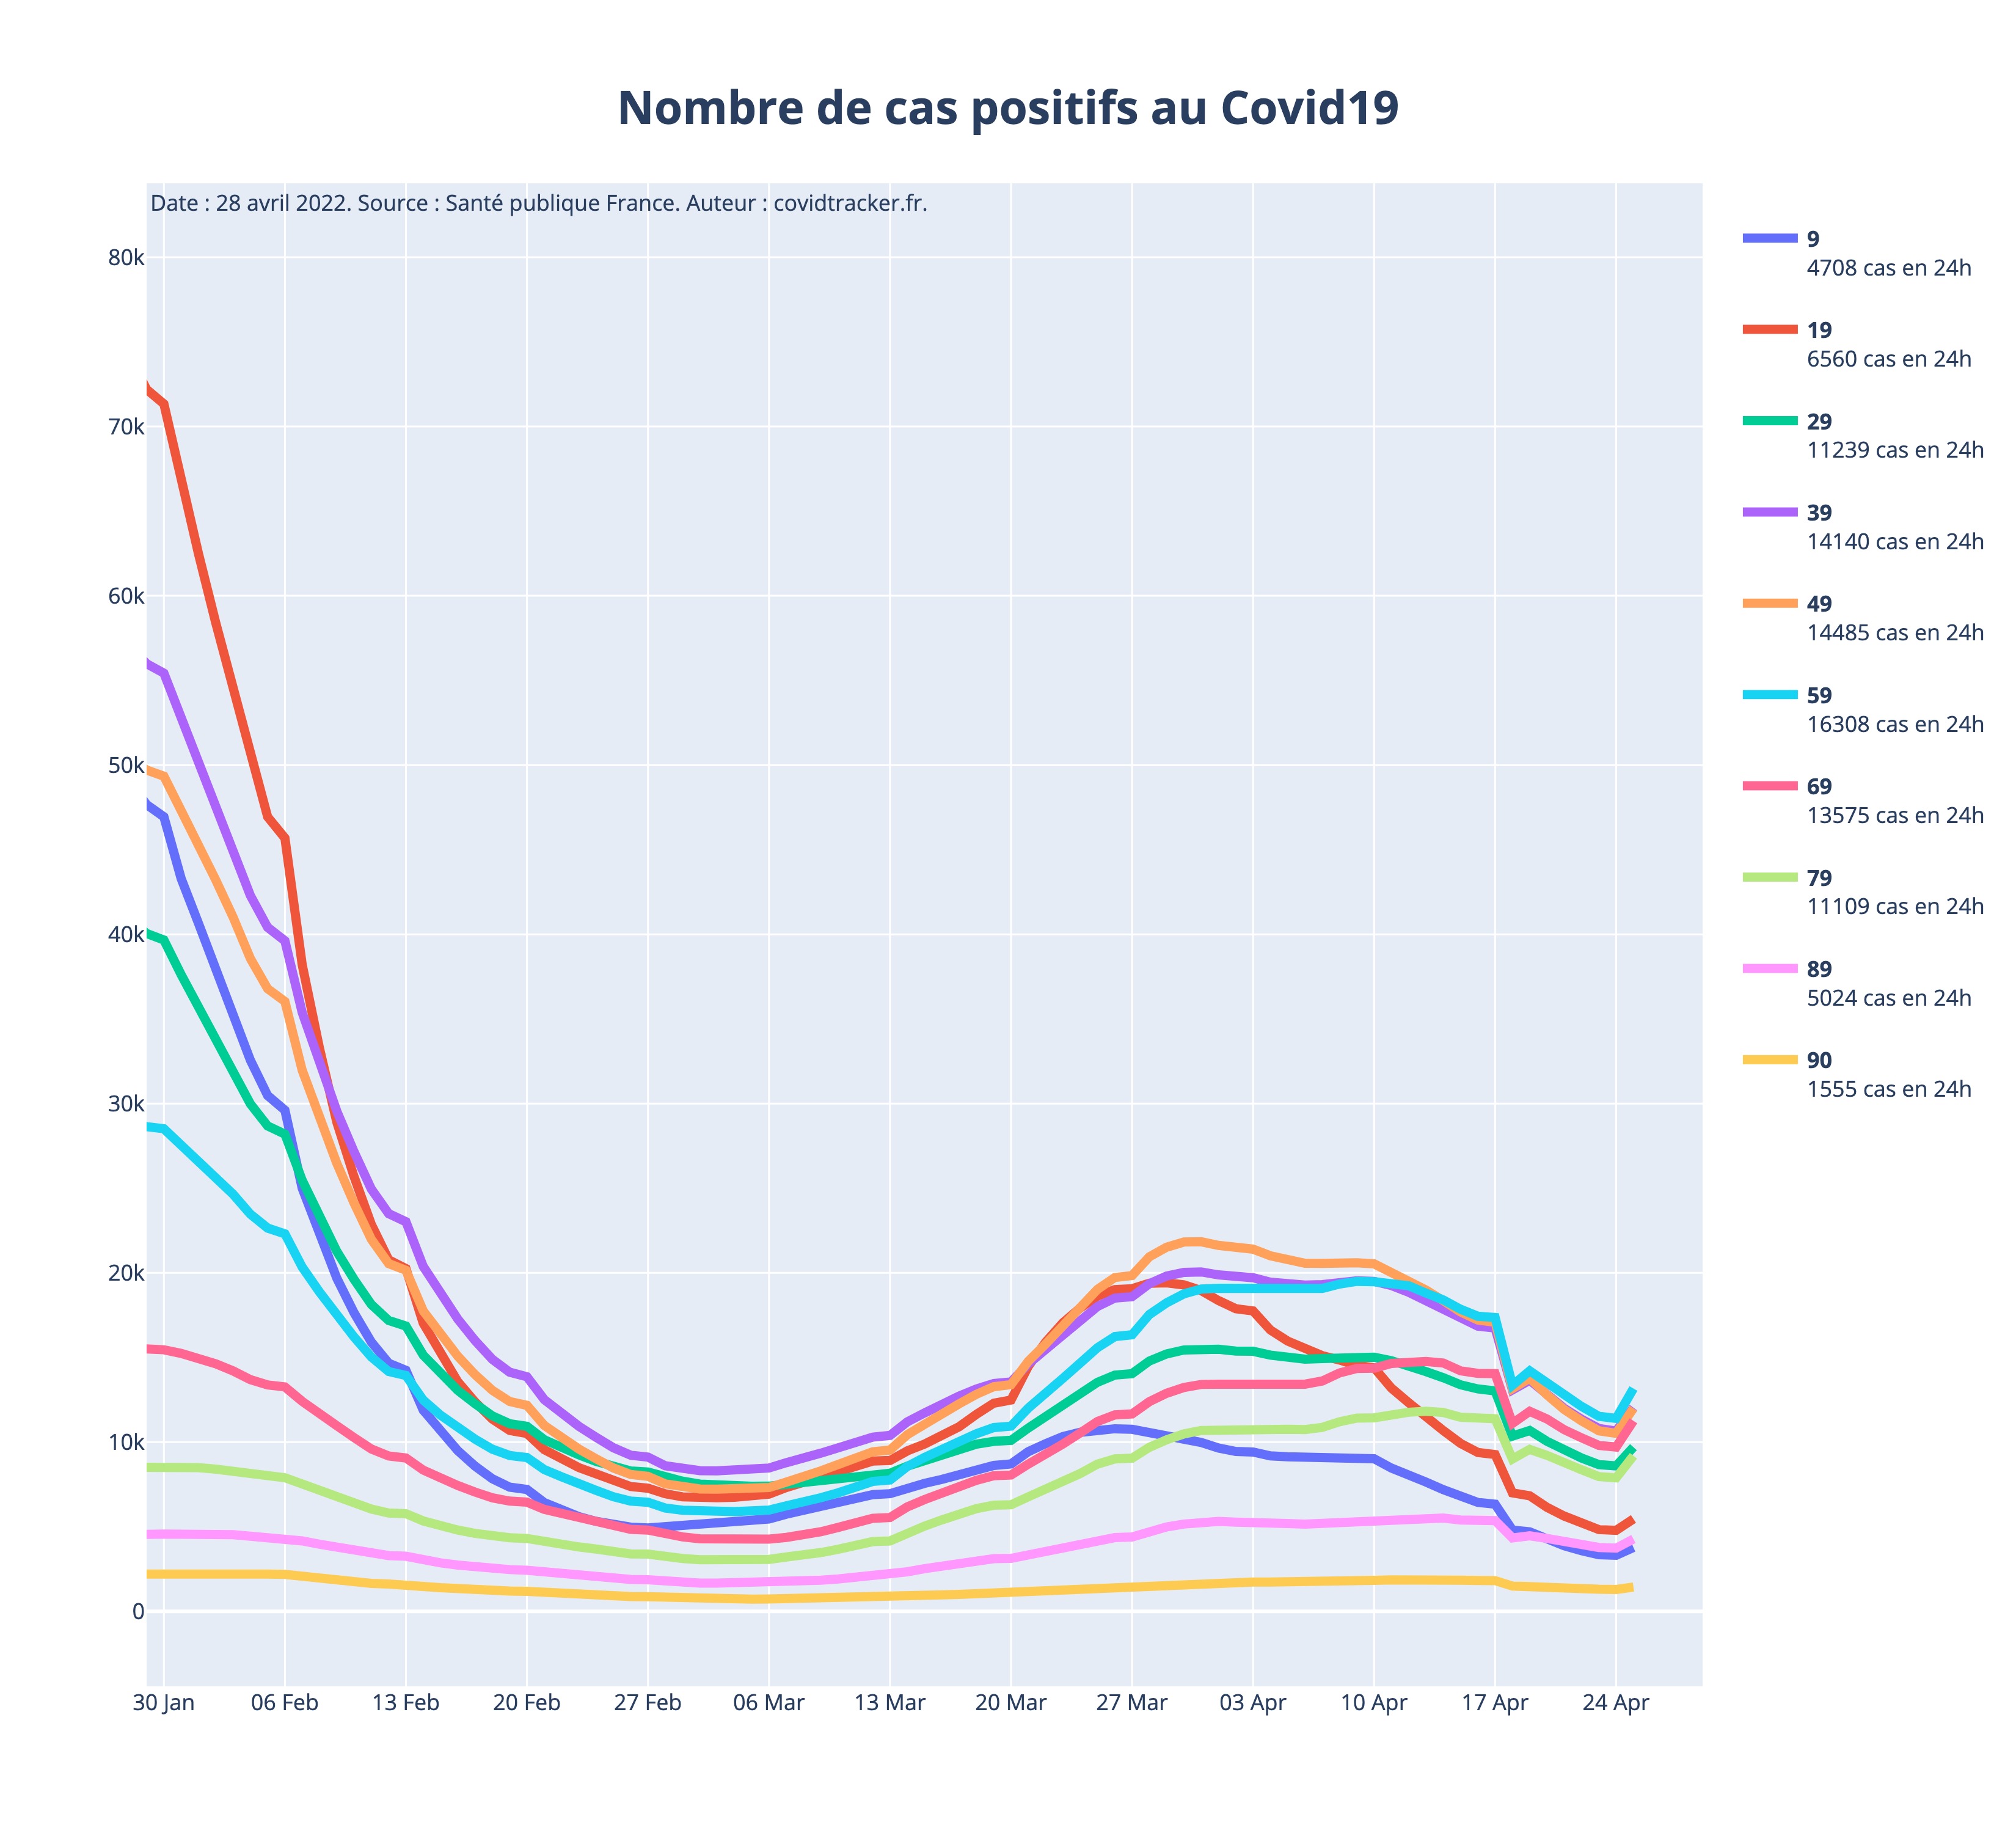 Nombre de cas positifs au Covid19
Date : 28 avril 2022. Source : Santé publique France. Auteur : covidtracker.fr.
80k
70k
60k
50k
40k
30k
20k
10k
0
30 Jan
06 Feb
13 Feb
20 Feb
27 Feb
06 Mar
13 Mar
20 Mar
27 Mar
03 Apr
10 Apr
17 Apr
24 Apr
9
4708 cas en 24h
19
6560 cas en 24h
29
11239 cas en 24h
39
14140 cas en 24h
49
14485 cas en 24h
59
16308 cas en 24h
69
13575 cas en 24h
79
11109 cas en 24h
89
5024 cas en 24h
90
1555 cas en 24h